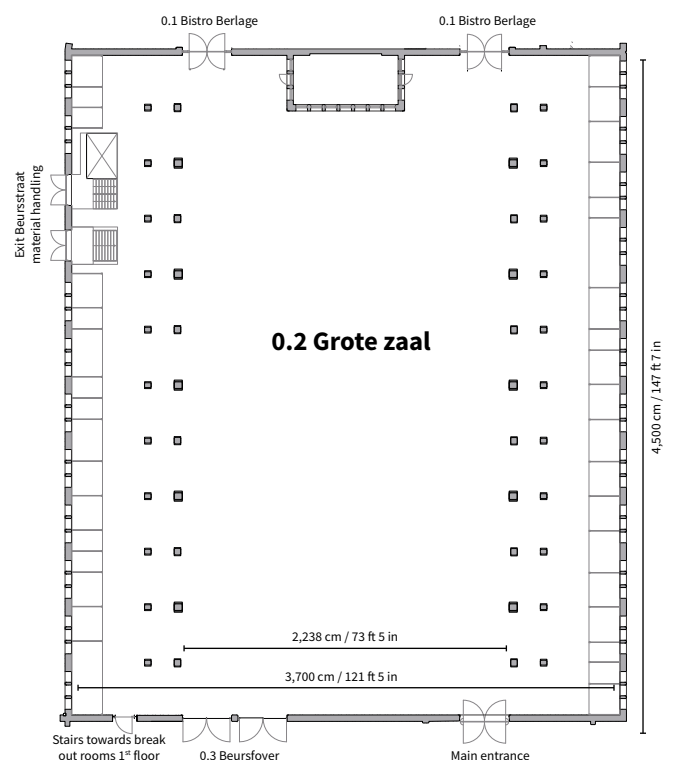 0.1 Bistro Berlage
0.1 Bistro Berlage
Exit Beursstraat
material handling
0.2 Grote zaal
4,500 cm / 147 ft 7 in
2,238 cm / 73 ft 5 in
3,700 cm / 121 ft 5 in
Stairs towards break
out rooms 1st floor
0.3 Beursfoyer
Main entrance